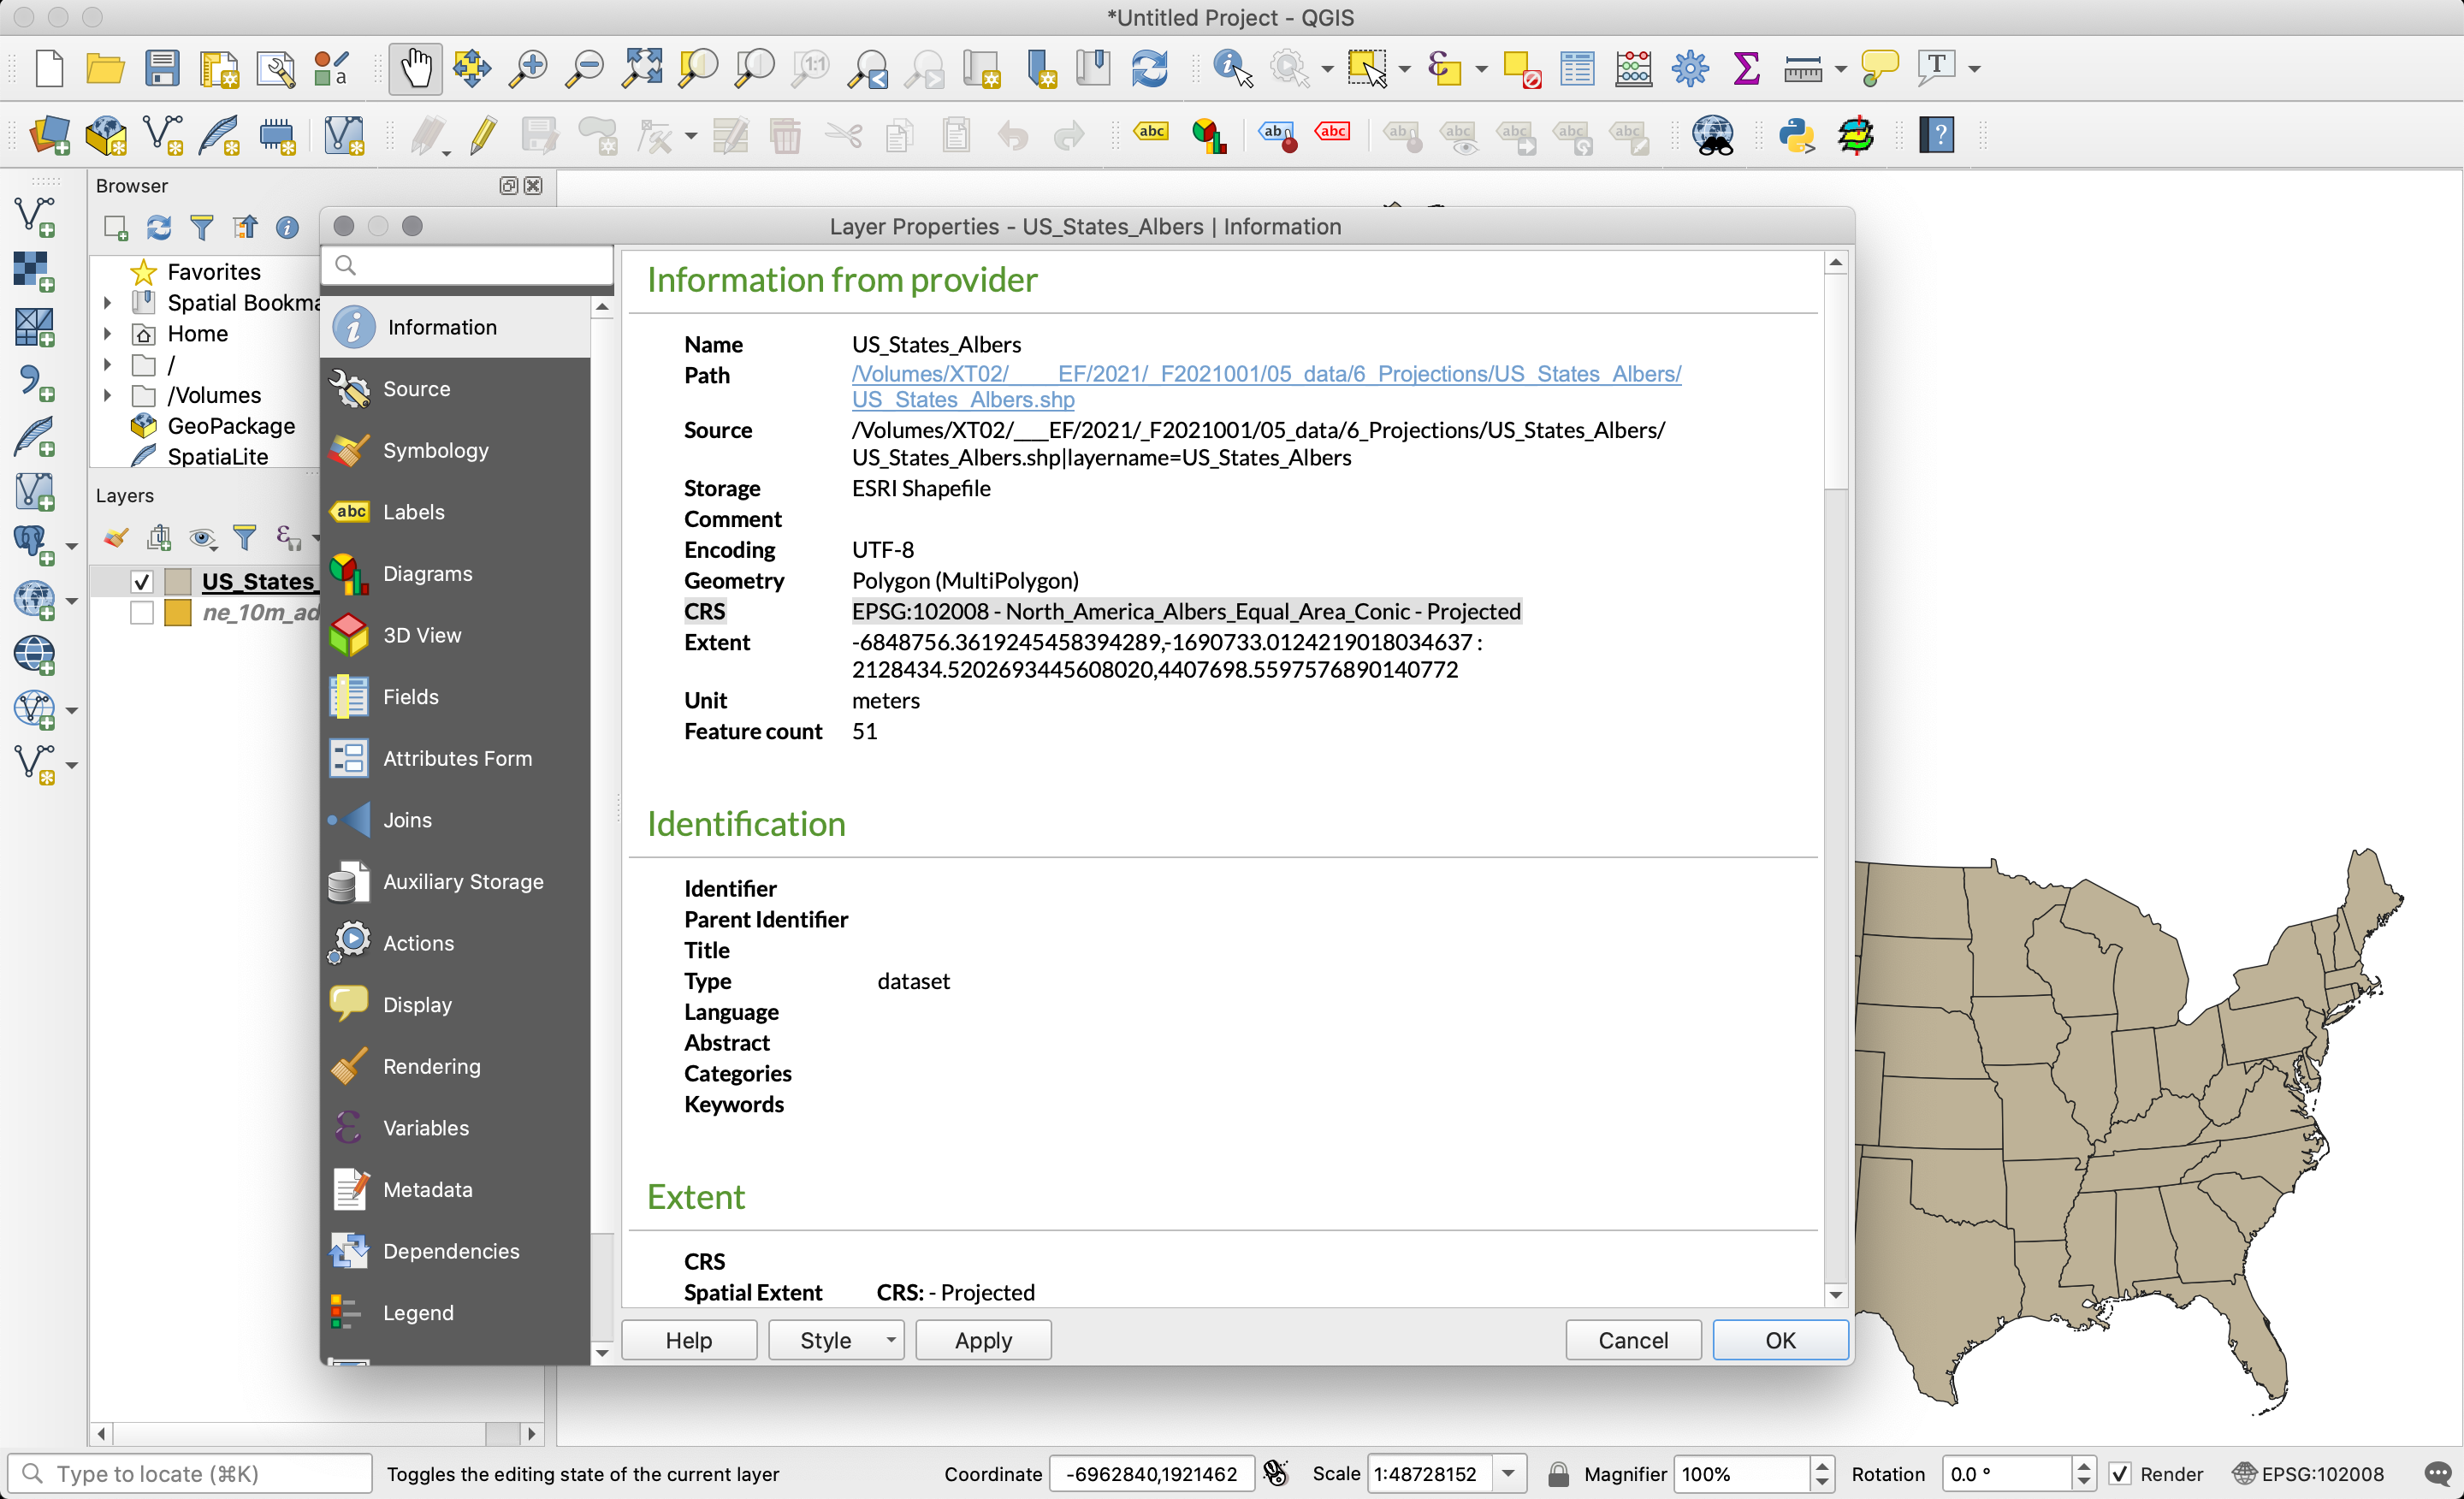 *Untitled Project - QGIS
Browser
Favorites
Spatial Bookma
Home
/
/Volumes
GeoPackage
SpatiaLite
Layers
US_States_
ne_10m_ad
Layer Properties - US_States_Albers | Information
Information
Source
Symbology
abc Labels
Diagrams
3D View
Fields
Attributes Form
Joins
Auxiliary Storage
Actions
Display
Rendering
Variables
Metadata
Dependencies
Legend
Information from provider
Name US_States_Albers
Path /Volumes/XT02/____EF/2021/_F2021001/05_data/6_Projections/US_States_Albers/
US_States_Albers.shp
Source /Volumes/XT02/____EF/2021/_F2021001/05_data/6_Projections/US_States_Albers/
US_States_Albers.shp|layername=US_States_Albers
Storage ESRI Shapefile
Comment
Encoding UTF-8
Geometry Polygon (MultiPolygon)
CRS EPSG:102008 - North_America_Albers_Equal_Area_Conic - Projected
Extent -6848756.3619245458394289,-1690733.0124219018034637 :
2128434.5202693445608020,4407698.5597576890140772
Unit meters
Feature count 51
Identification
Identifier
Parent Identifier
Title
Type dataset
Language
Abstract
Categories
Keywords
Extent
CRS
Spatial Extent CRS: - Projected
Help Style Apply Cancel OK
Type to locate (⌘K) Toggles the editing state of the current layer Coordinate -6962840,1921462 Scale 1:48728152 Magnifier 100% Rotation 0.0 ° Render EPSG:102008